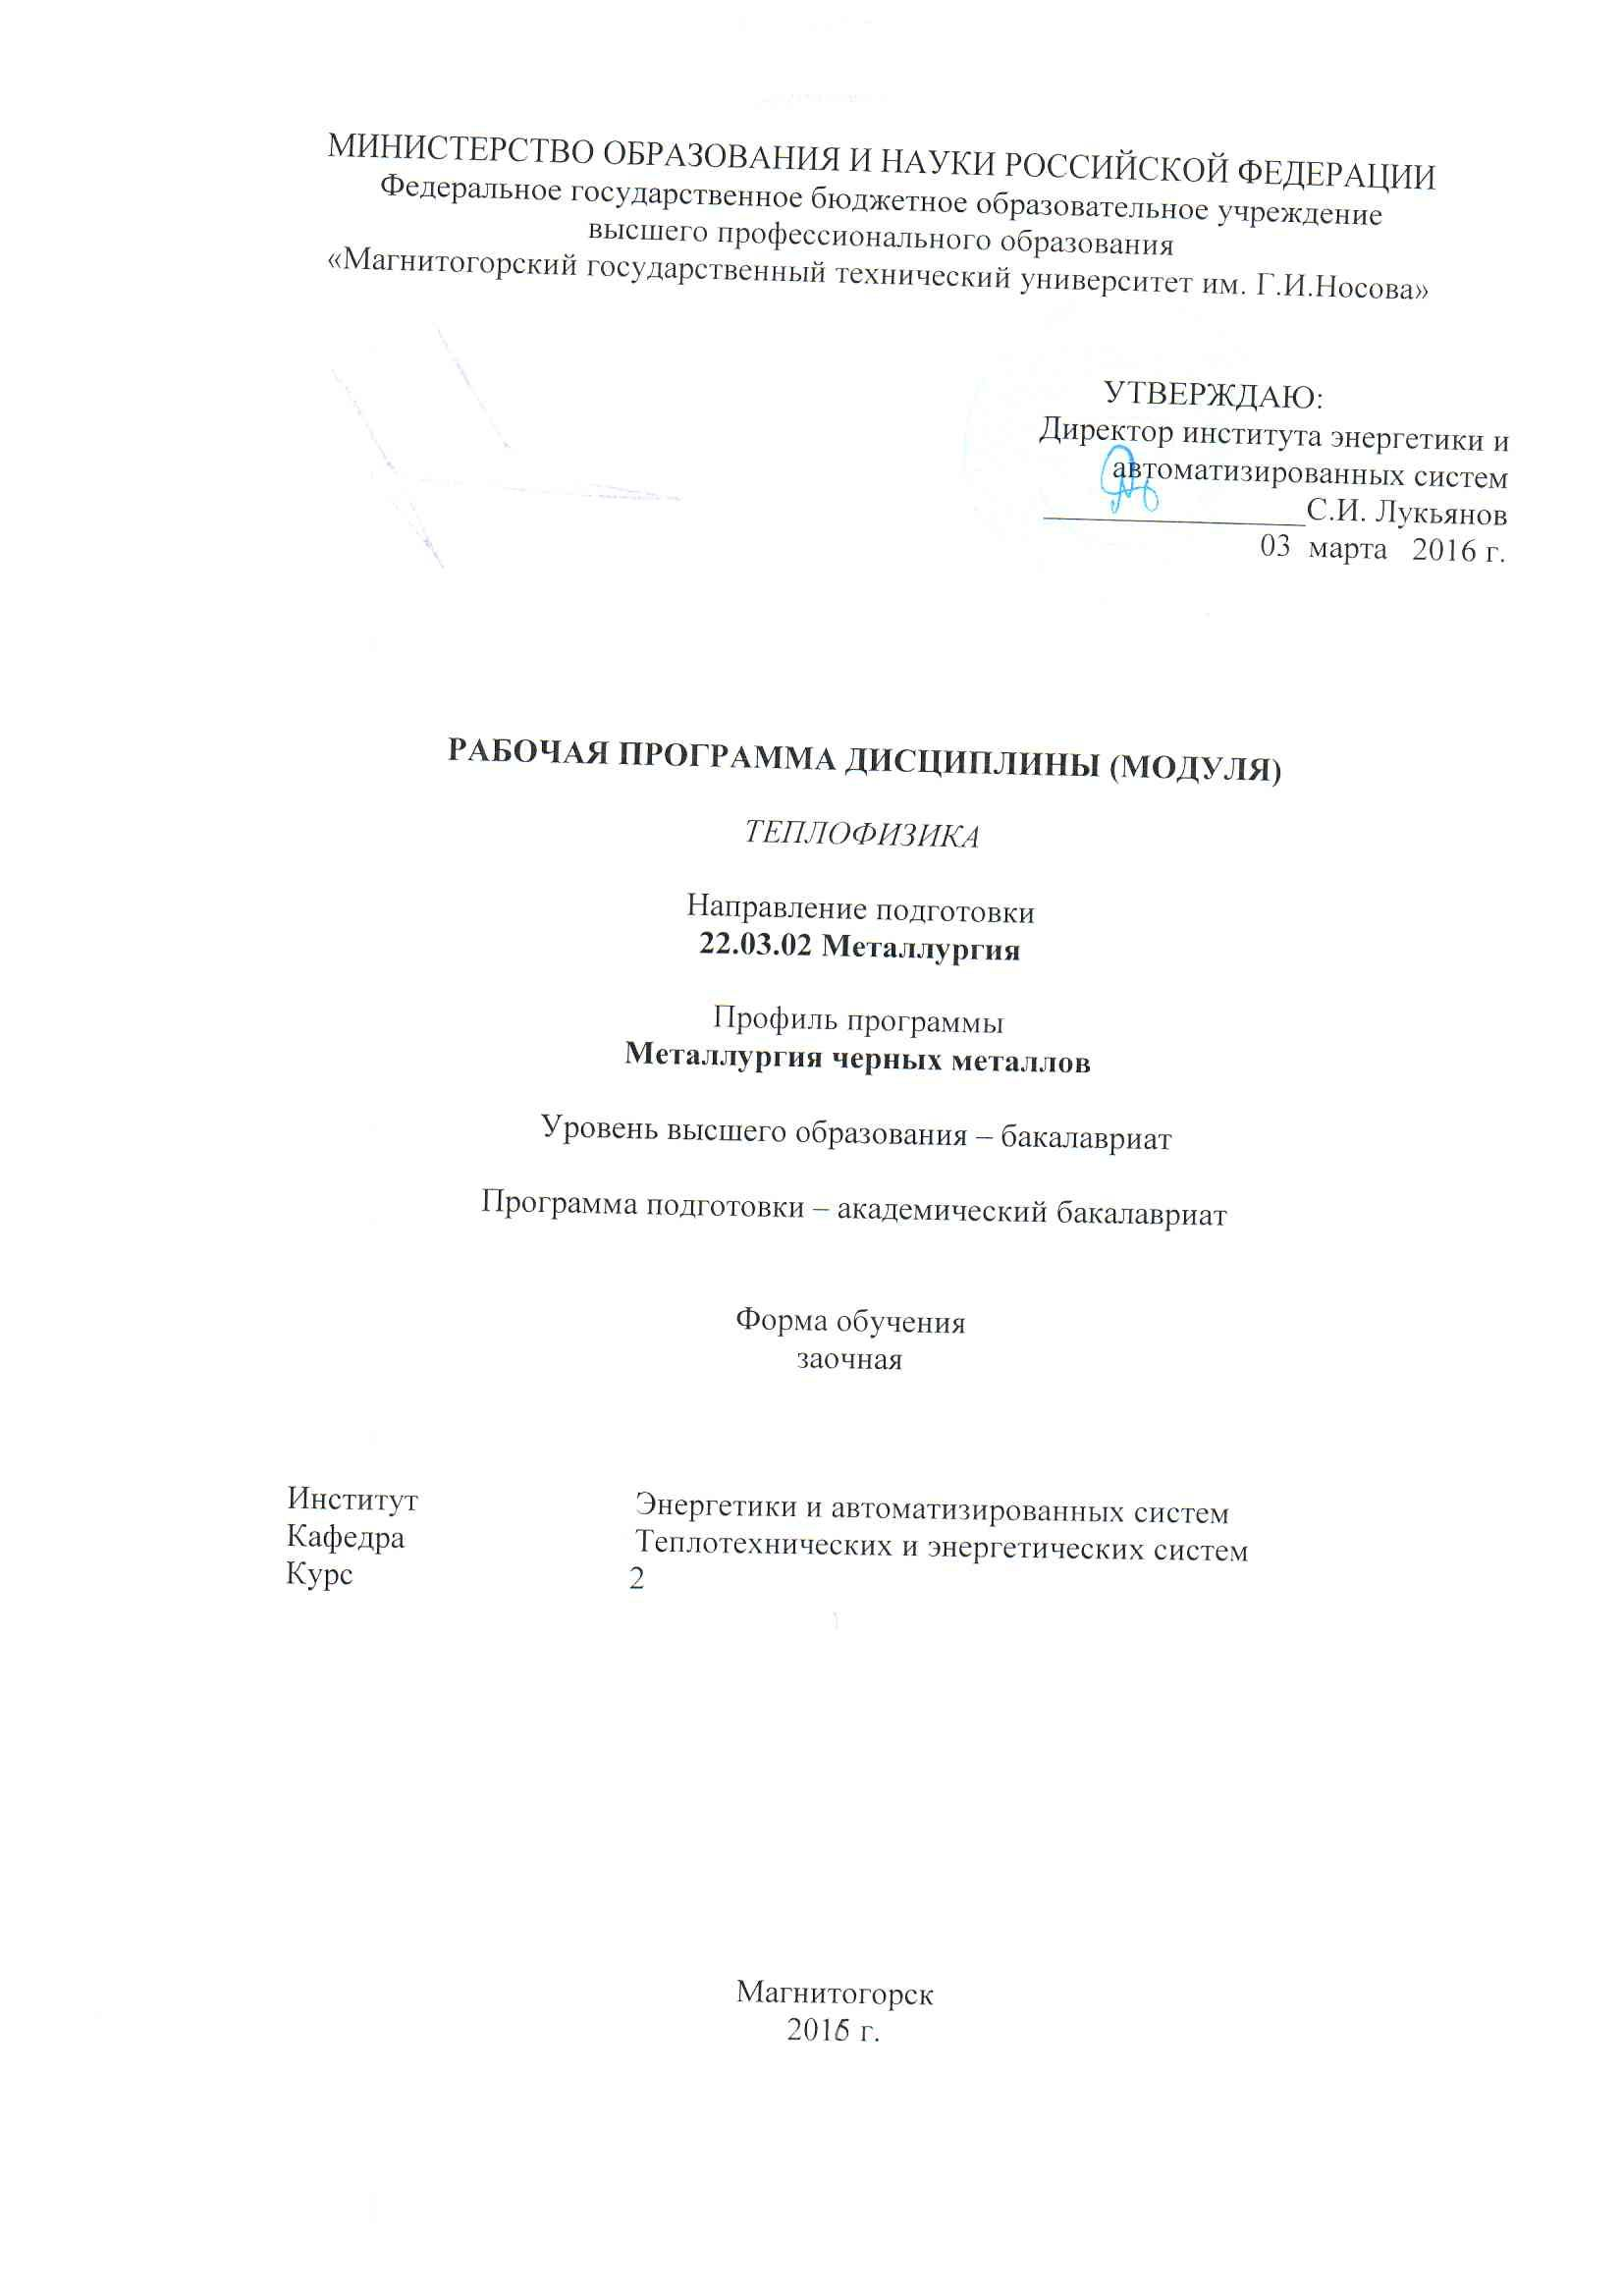 МИНИСТЕРСТВО ОБРАЗОВАНИЯ И НАУКИ РОССИЙСКОЙ ФЕДЕРАЦИИ
Федеральное государственное бюджетное образовательное учреждение
высшего профессионального образования
«Магнитогорский государственный технический университет им. Г.И.Носова»
УТВЕРЖДАЮ:
Директор института энергетики и
автоматизированных систем
________________С.И. Лукьянов
03 марта 2016 г.
РАБОЧАЯ ПРОГРАММА ДИСЦИПЛИНЫ (МОДУЛЯ)
ТЕПЛОФИЗИКА
Направление подготовки
22.03.02 Металлургия
Профиль программы
Металлургия черных металлов
Уровень высшего образования – бакалавриат
Программа подготовки – академический бакалавриат
Форма обучения
заочная
Институт Энергетики и автоматизированных систем
Кафедра Теплотехнических и энергетических систем
Курс 2
Магнитогорск
г.